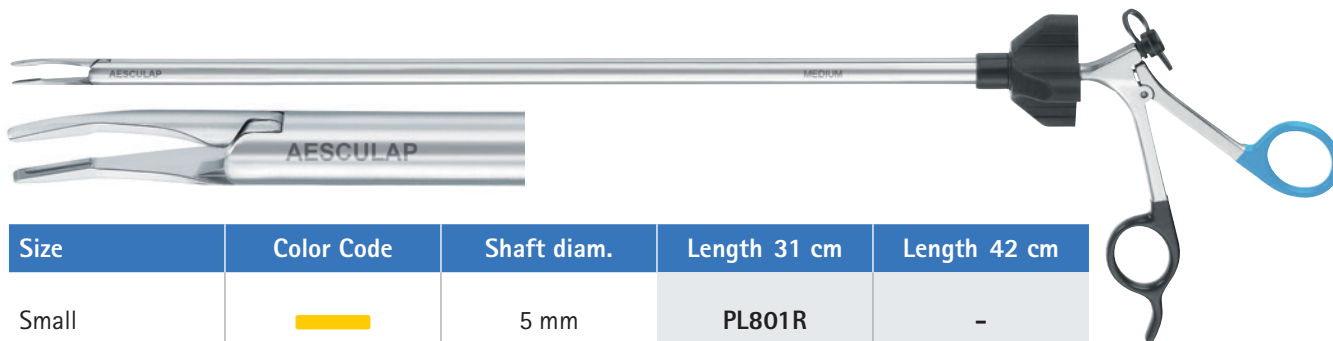 AESCULAP MEDIUM
AESCULAP
Size Color Code Shaft diam. Length 31 cm Length 42 cm
Small 5 mm PL801R -